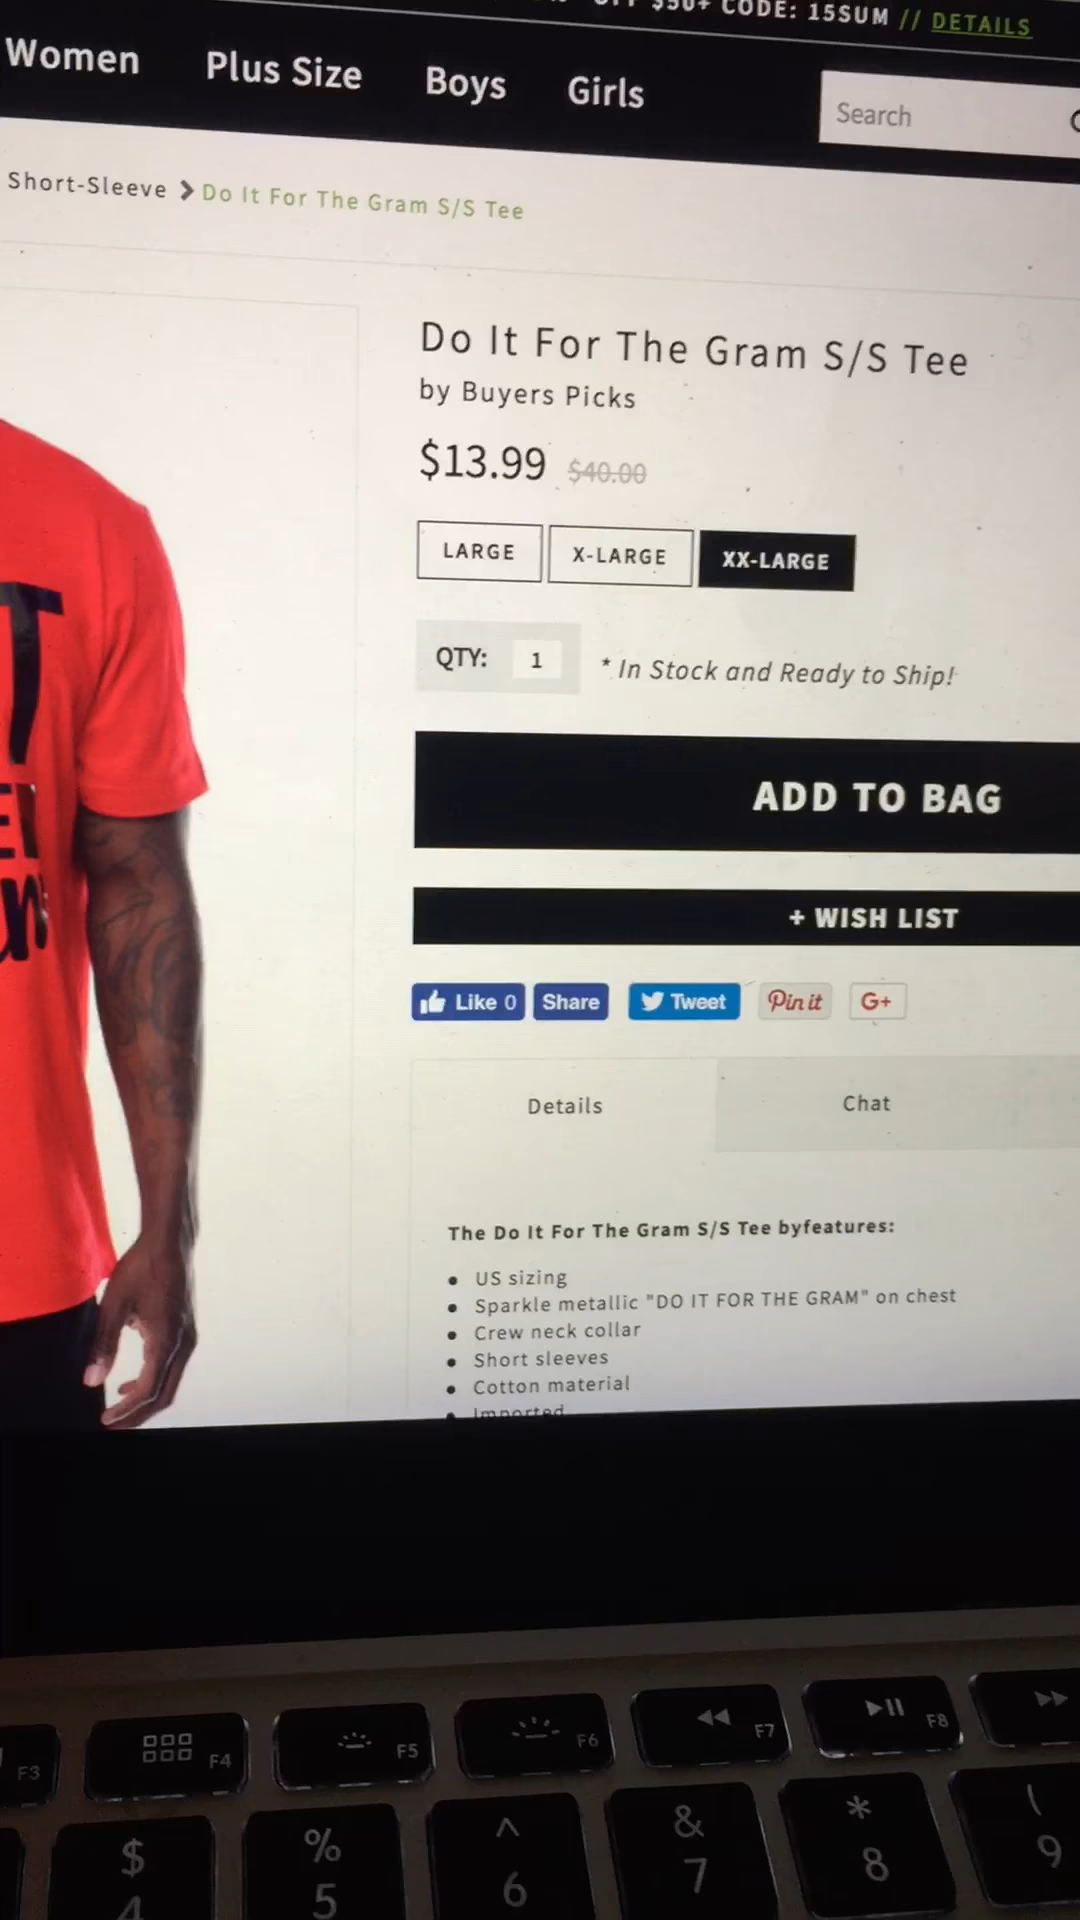 $50+ CODE: 15SUM // DETAILS
Women Plus Size Boys Girls
Search
Short-Sleeve > Do It For The Gram S/S Tee
Do It For The Gram S/S Tee
by Buyers Picks
$13.99 $40.00
LARGE X-LARGE XX-LARGE
QTY: 1 * In Stock and Ready to Ship!
ADD TO BAG
+ WISH LIST
Like 0 Share Tweet Pin it G+
Details Chat
The Do It For The Gram S/S Tee byfeatures:
• US sizing
• Sparkle metallic "DO IT FOR THE GRAM" on chest
• Crew neck collar
• Short sleeves
• Cotton material
• Imported
F3 F4 F5 F6 F7 F8
$ % ^ & * (
4 5 6 7 8 9